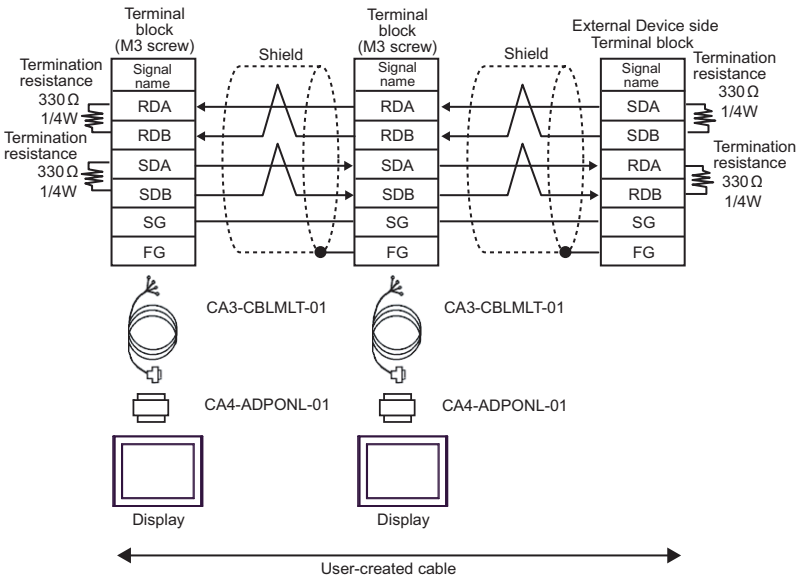 Terminal
block
(M3 screw)
Terminal
block
(M3 screw)
External Device side
Terminal block
Shield
Shield
Termination
resistance
330Ω
1/4W
Termination
resistance
330Ω
1/4W
Signal
name
RDA
RDB
SDA
SDB
SG
FG
Signal
name
RDA
RDB
SDA
SDB
SG
FG
Signal
name
SDA
SDB
RDA
RDB
SG
FG
Termination
resistance
330Ω
1/4W
Termination
resistance
330Ω
1/4W
CA3-CBLMLT-01
CA3-CBLMLT-01
CA4-ADPONL-01
CA4-ADPONL-01
Display
Display
User-created cable